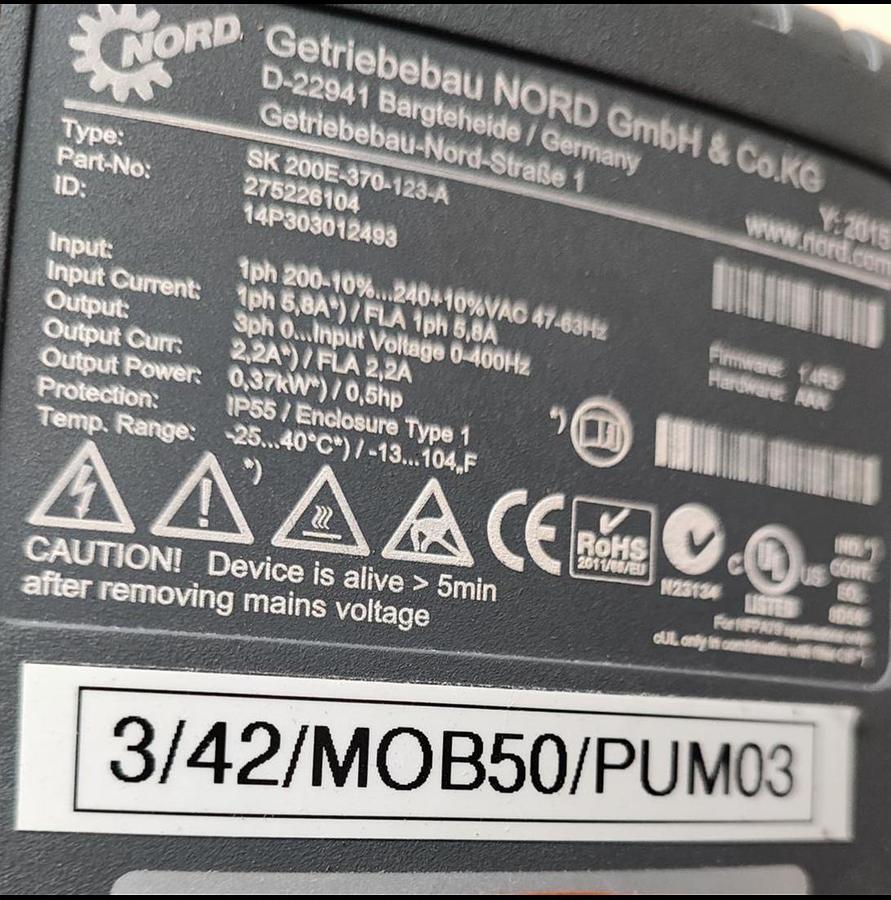 NORD
Getriebebau NORD GmbH & Co.KG
D-22941 Bargteheide / Germany
Getriebebau-Nord-Straße 1
Y: 2015
www.nord.com
Type: SK 200E-370-123-A
Part-No: 275226104
ID: 14P303012493
Input: 1ph 200-10%...240+10%VAC 47-63Hz
Input Current: 1ph 5,8A*) / FLA 1ph 5,8A
Output: 3ph 0...Input Voltage 0-400Hz
Output Curr: 2,2A*) / FLA 2,2A
Output Power: 0,37kW*) / 0,5hp
Protection: IP55 / Enclosure Type 1
Temp. Range: -25...40°C*) / -13...104„F
Firmware:
Hardware:
*)
*)
CE
RoHS
2011/65/EU
N23134
C UL US
LISTED
CAUTION! Device is alive > 5min
after removing mains voltage
3/42/MOB50/PUM03